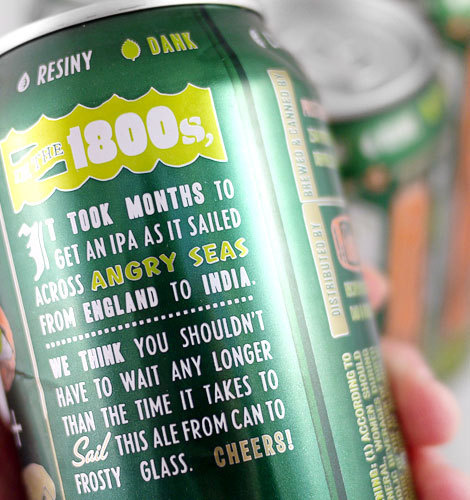 RESINY DANK
IN THE 1800s,
IT TOOK MONTHS TO
GET AN IPA AS IT SAILED
ACROSS ANGRY SEAS
FROM ENGLAND TO INDIA.
WE THINK YOU SHOULDN'T
HAVE TO WAIT ANY LONGER
THAN THE TIME IT TAKES TO
Sail THIS ALE FROM CAN TO
FROSTY GLASS. CHEERS!
BREWED & CANNED BY
DISTRIBUTED BY
(1) ACCORDING TO
WOMEN